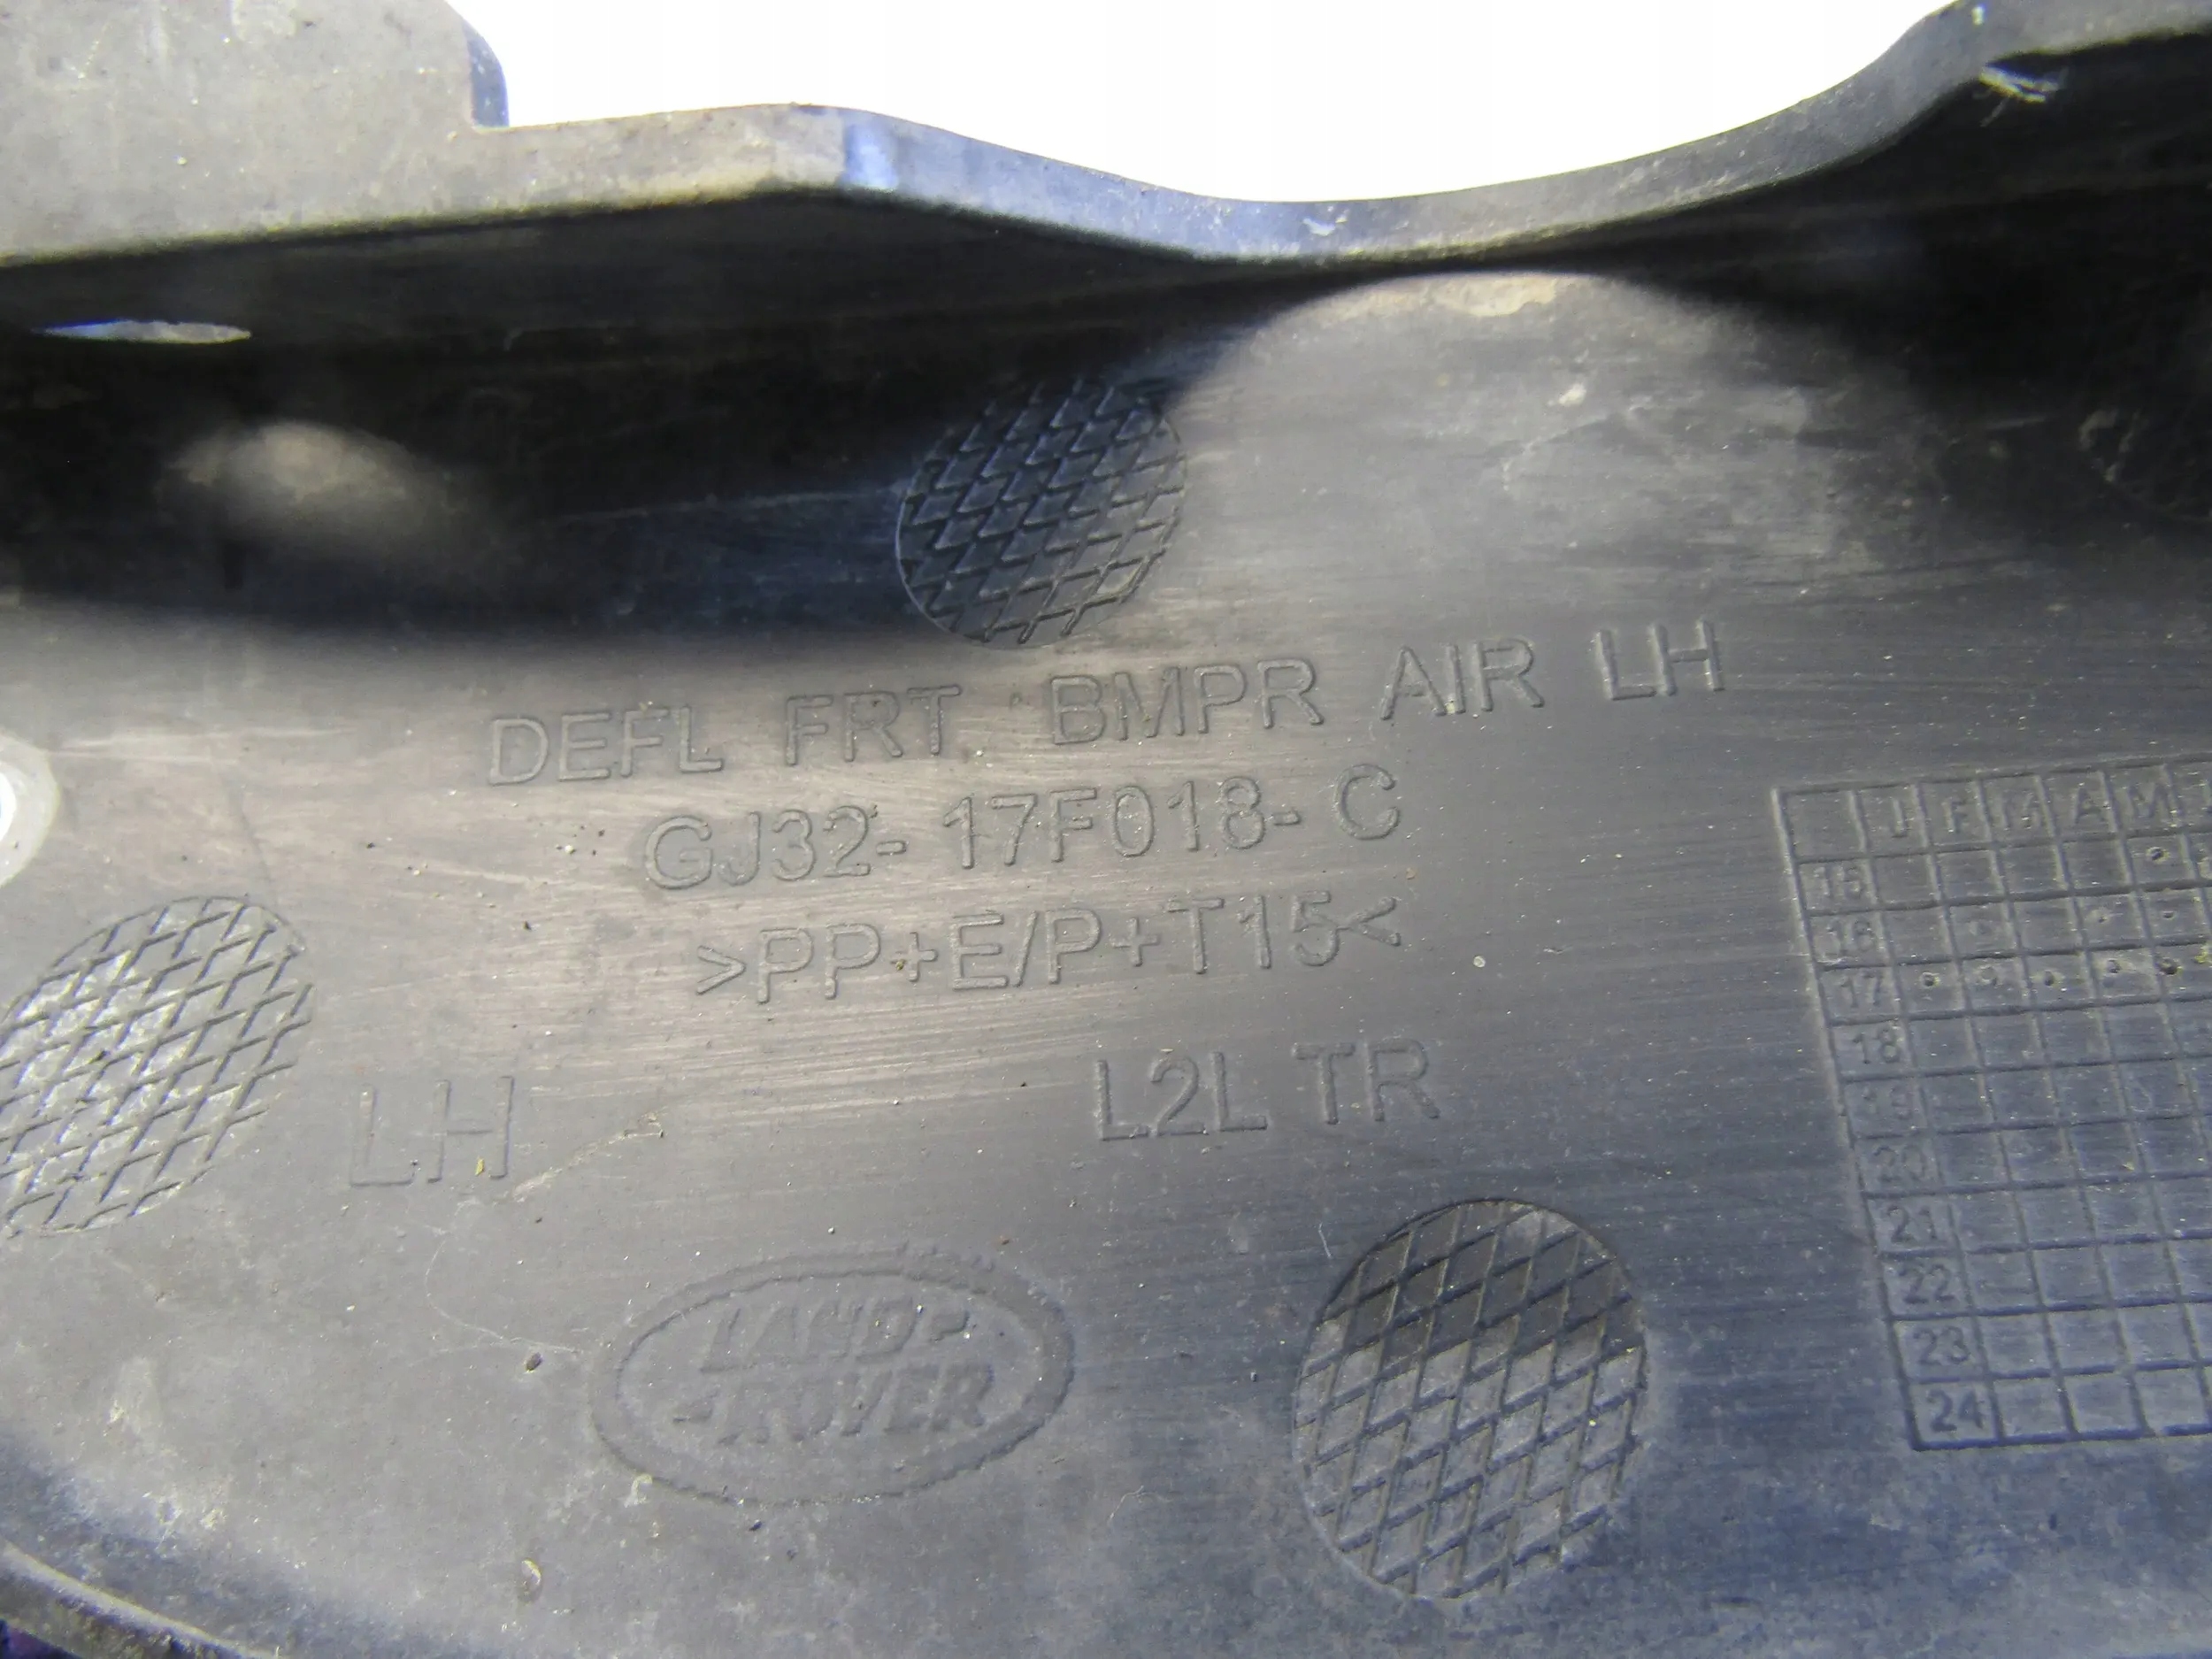 DEFL FRT BMPR AIR LH
GJ32-17F018-C
>PP+E/P+T15<
LH
L2L TR
LAND-
-ROVER
J F M A M
15
16
17
18
19
20
21
22
23
24